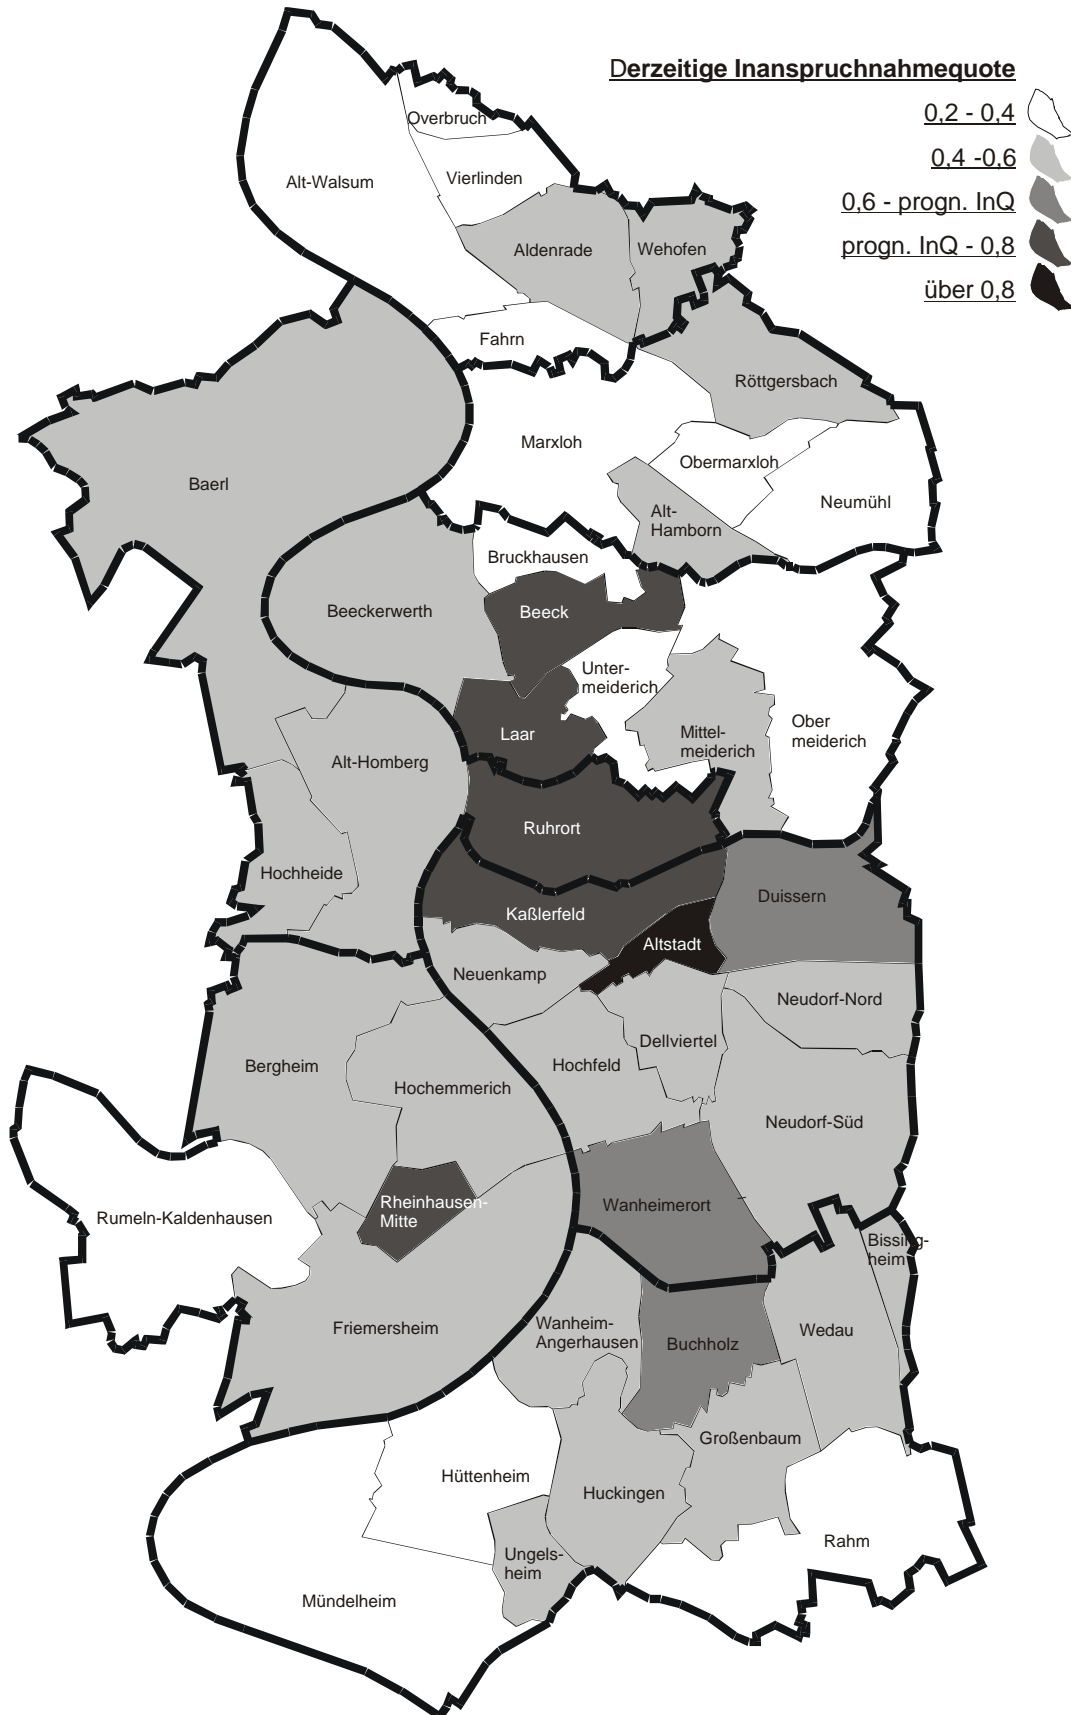 Derzeitige Inanspruchnahmequote
0,2 - 0,4
0,4 -0,6
0,6 - progn. InQ
progn. InQ - 0,8
über 0,8
Overbruch
Alt-Walsum
Vierlinden
Aldenrade
Wehofen
Fahrn
Röttgersbach
Marxloh
Obermarxloh
Baerl
Neumühl
Alt-
Hamborn
Bruckhausen
Beeckerwerth
Beeck
Unter-
meiderich
Ober
meiderich
Laar
Mittel-
meiderich
Alt-Homberg
Ruhrort
Hochheide
Duissern
Kaßlerfeld
Altstadt
Neuenkamp
Neudorf-Nord
Dellviertel
Bergheim
Hochfeld
Hochemmerich
Neudorf-Süd
Rheinhausen-
Mitte
Wanheimerort
Rumeln-Kaldenhausen
Bissing-
heim
Friemersheim
Wanheim-
Angerhausen
Buchholz
Wedau
Großenbaum
Hüttenheim
Huckingen
Rahm
Ungels-
heim
Mündelheim